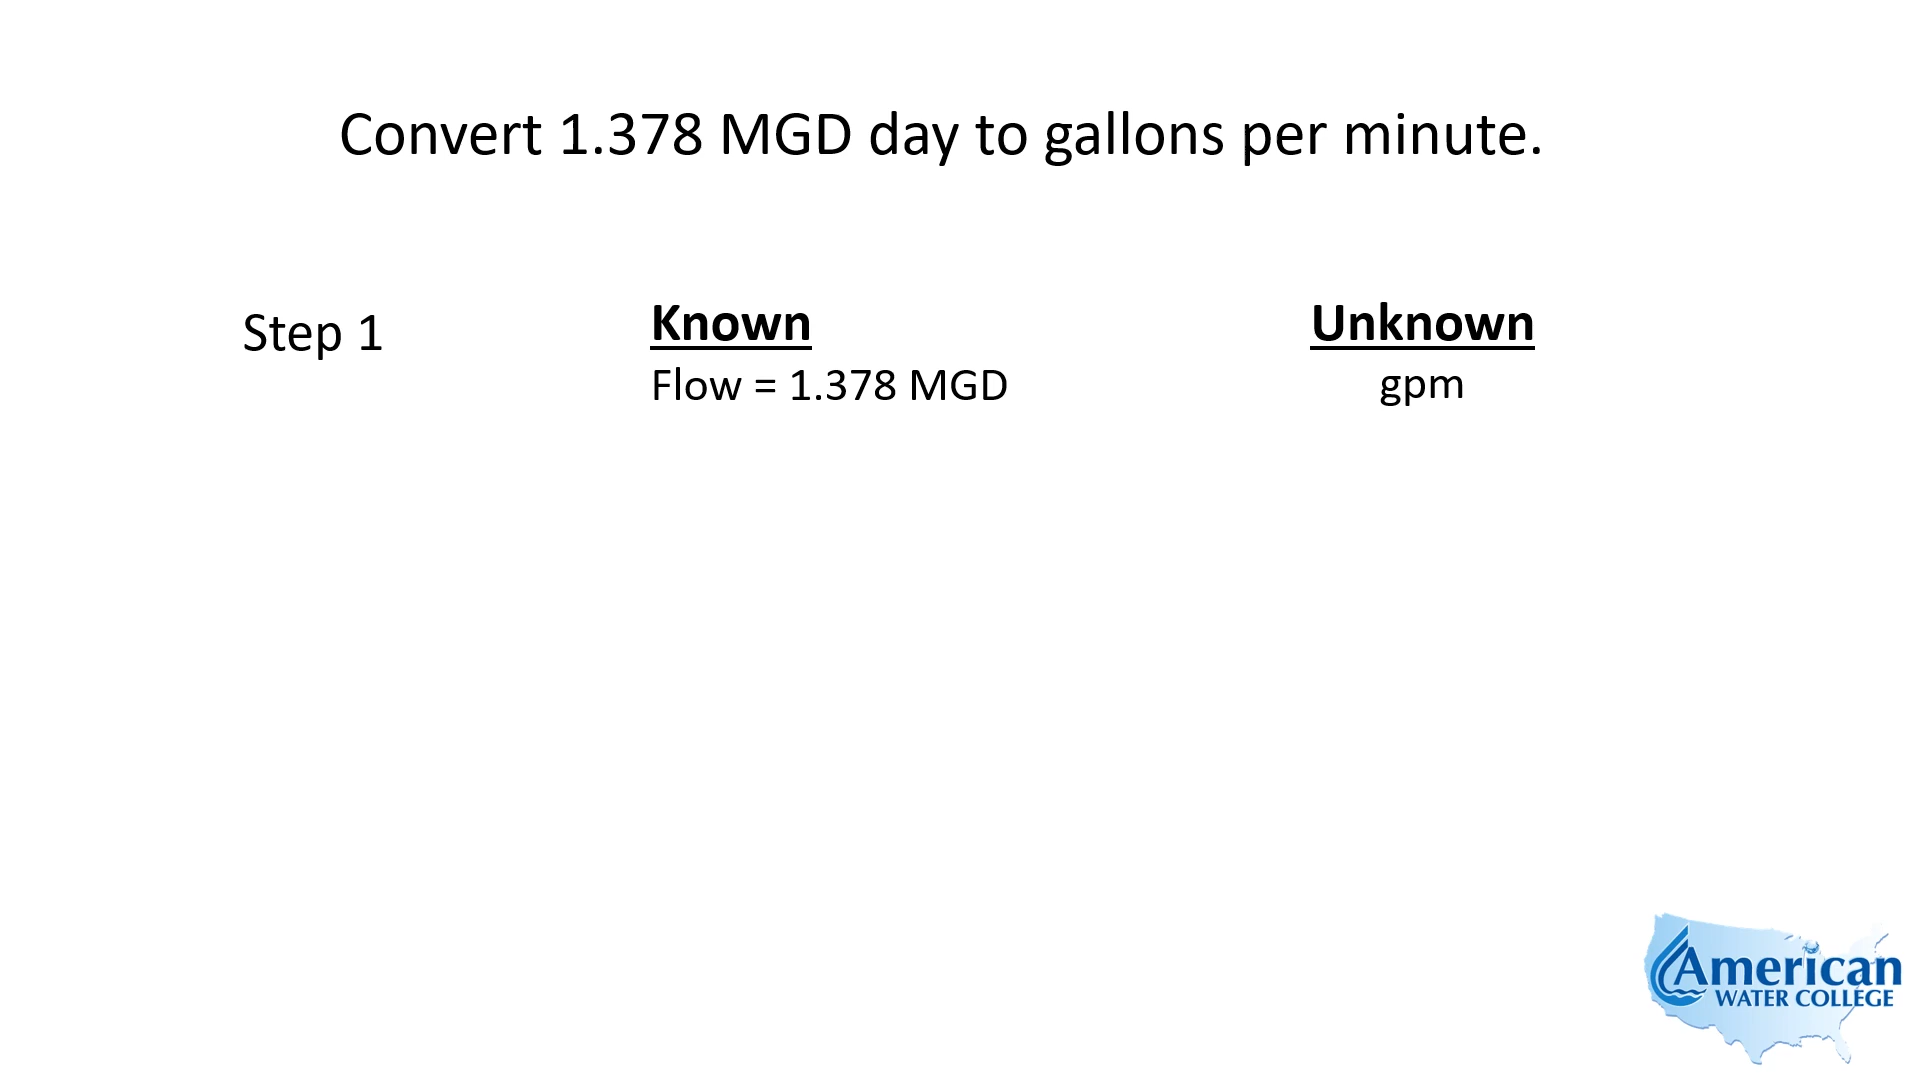 Convert 1.378 MGD day to gallons per minute.
Step 1
Known
Flow = 1.378 MGD
Unknown
gpm
American
WATER COLLEGE